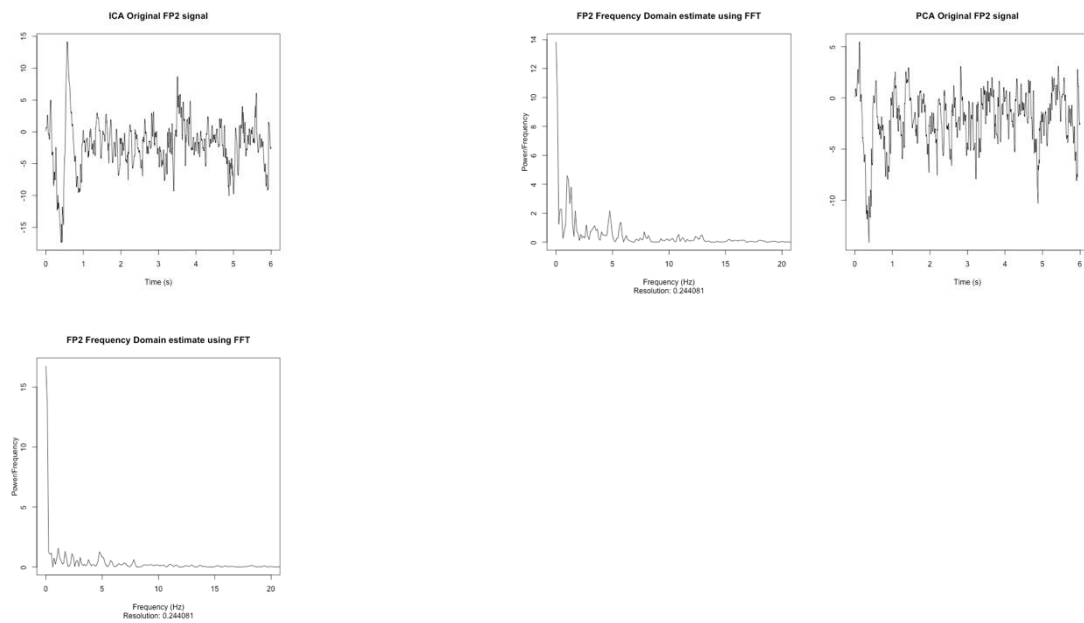 ICA Original FP2 signal
15
10
5
0
-5
-10
-15
0 1 2 3 4 5 6
Time (s)
FP2 Frequency Domain estimate using FFT
Power/Frequency
14
12
10
8
6
4
2
0
0 5 10 15 20
Frequency (Hz)
Resolution: 0.244081
PCA Original FP2 signal
5
0
-5
-10
0 1 2 3 4 5 6
Time (s)
FP2 Frequency Domain estimate using FFT
Power/Frequency
15
10
5
0
0 5 10 15 20
Frequency (Hz)
Resolution: 0.244081